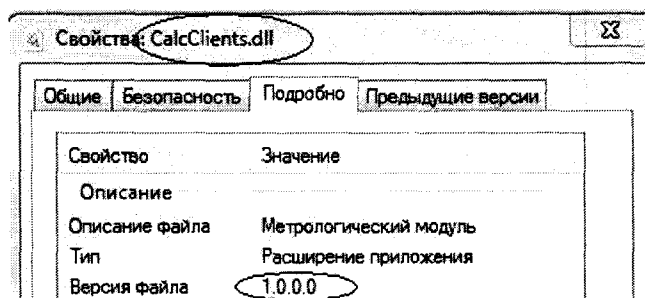 Свойства: CalcClients.dll
Общие Безопасность Подробно Предыдущие версии
Свойство Значение
Описание
Описание файла Метрологический модуль
Тип Расширение приложения
Версия файла 1.0.0.0